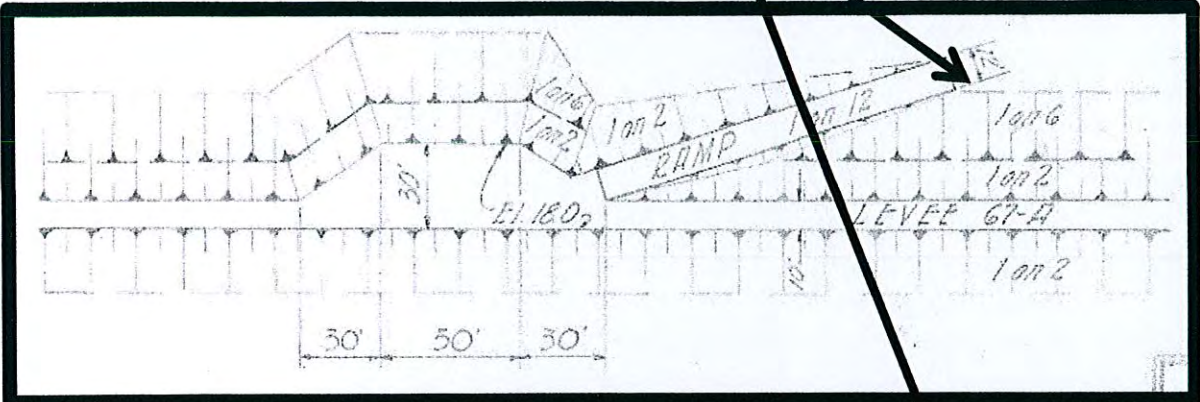 1 on 6
1 on 2
1 on 2
RAMP
1 on 12
12'
1 on 6
1 on 2
30'
El. 18.0
LEVEE 67-A
10'
1 on 2
30'
50'
30'